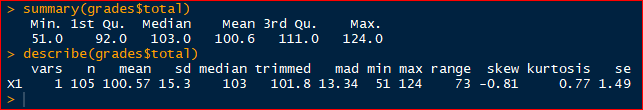 > summary(grades$total)
Min. 1st Qu. Median Mean 3rd Qu. Max.
51.0 92.0 103.0 100.6 111.0 124.0
> describe(grades$total)
vars n mean sd median trimmed mad min max range skew kurtosis se
X1 1 105 100.57 15.3 103 101.8 13.34 51 124 73 -0.81 0.77 1.49
>